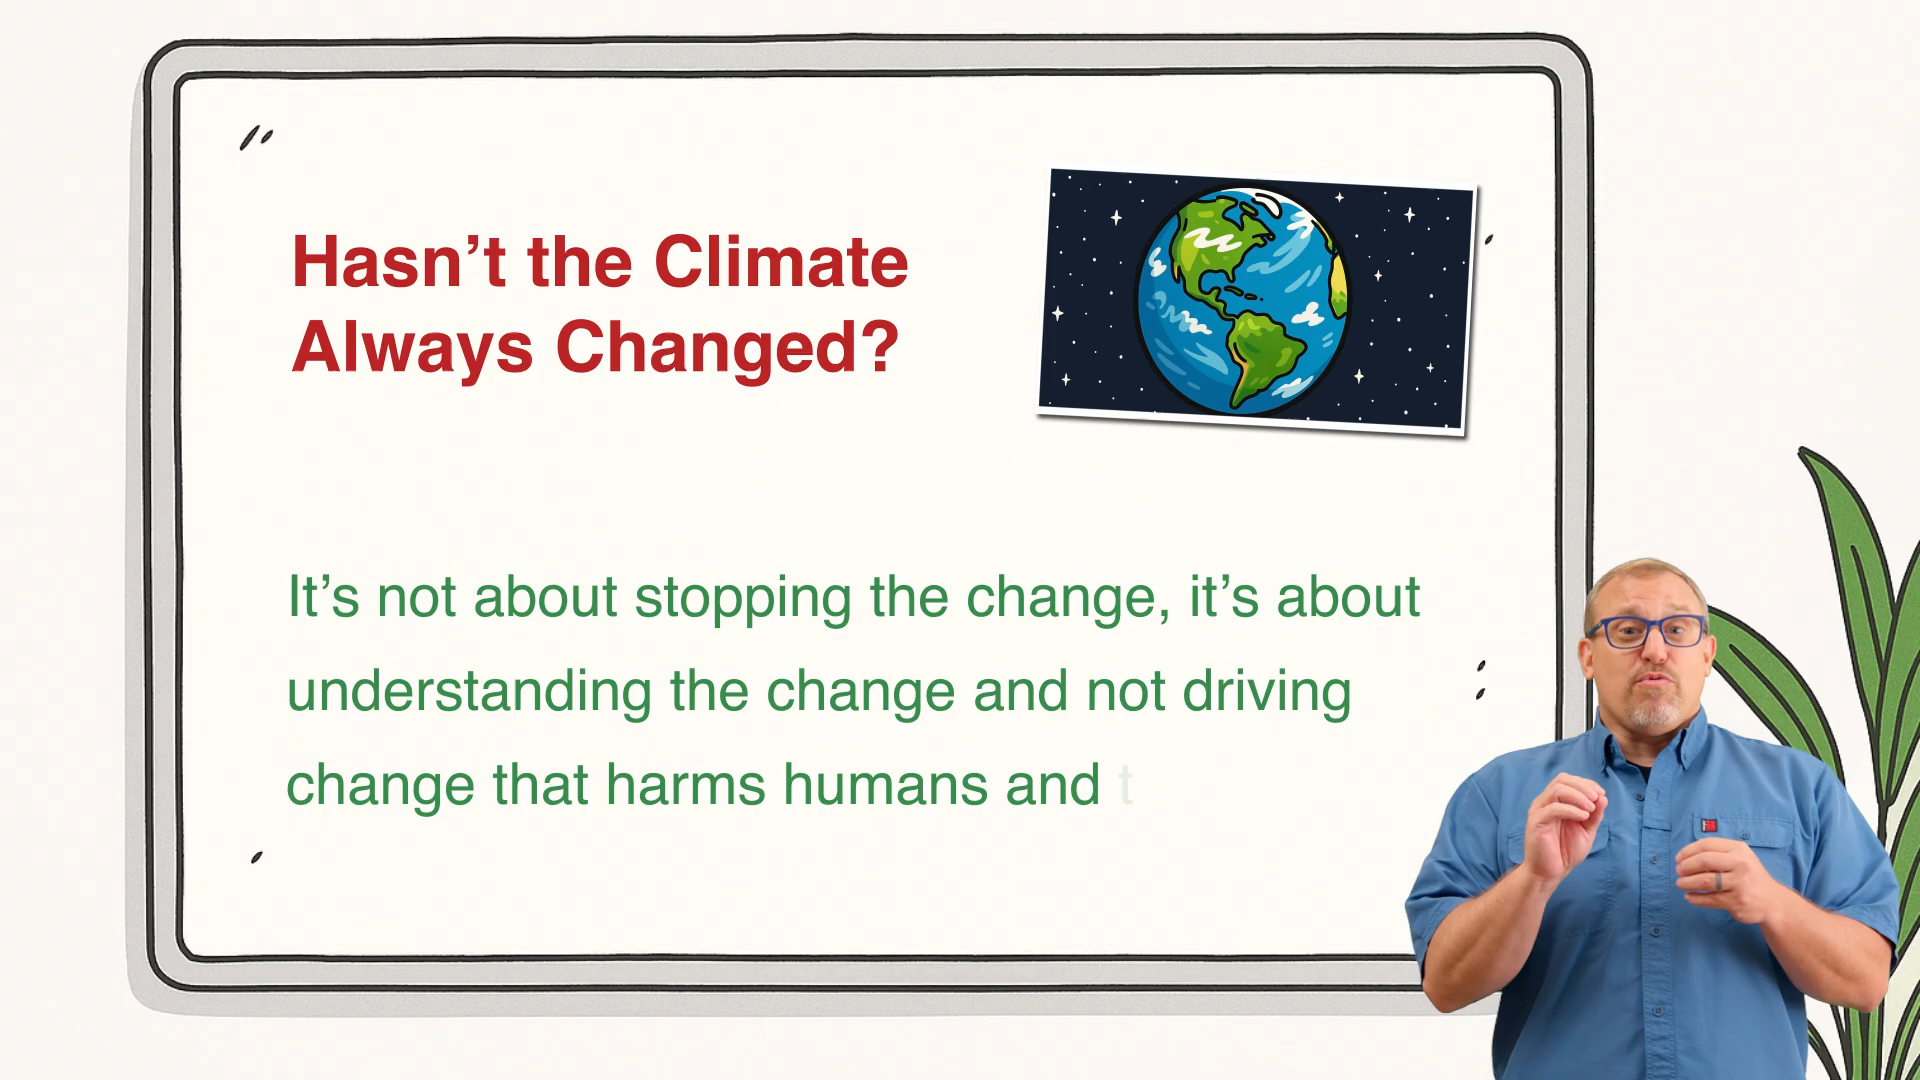 Hasn’t the Climate
Always Changed?
It’s not about stopping the change, it’s about
understanding the change and not driving
change that harms humans and t